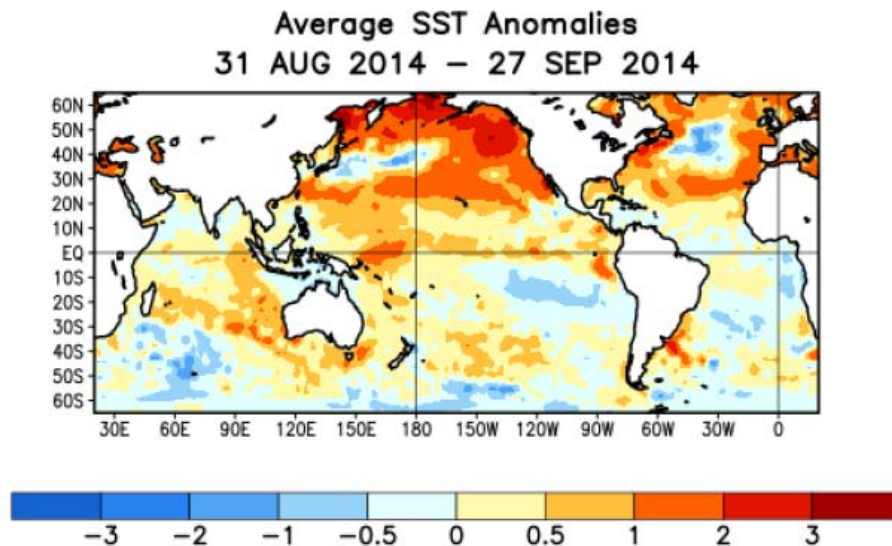 Average SST Anomalies
31 AUG 2014 – 27 SEP 2014
60N
50N
40N
30N
20N
10N
EQ
10S
20S
30S
40S
50S
60S
30E 60E 90E 120E 150E 180 150W 120W 90W 60W 30W 0
−3 −2 −1 −0.5 0 0.5 1 2 3